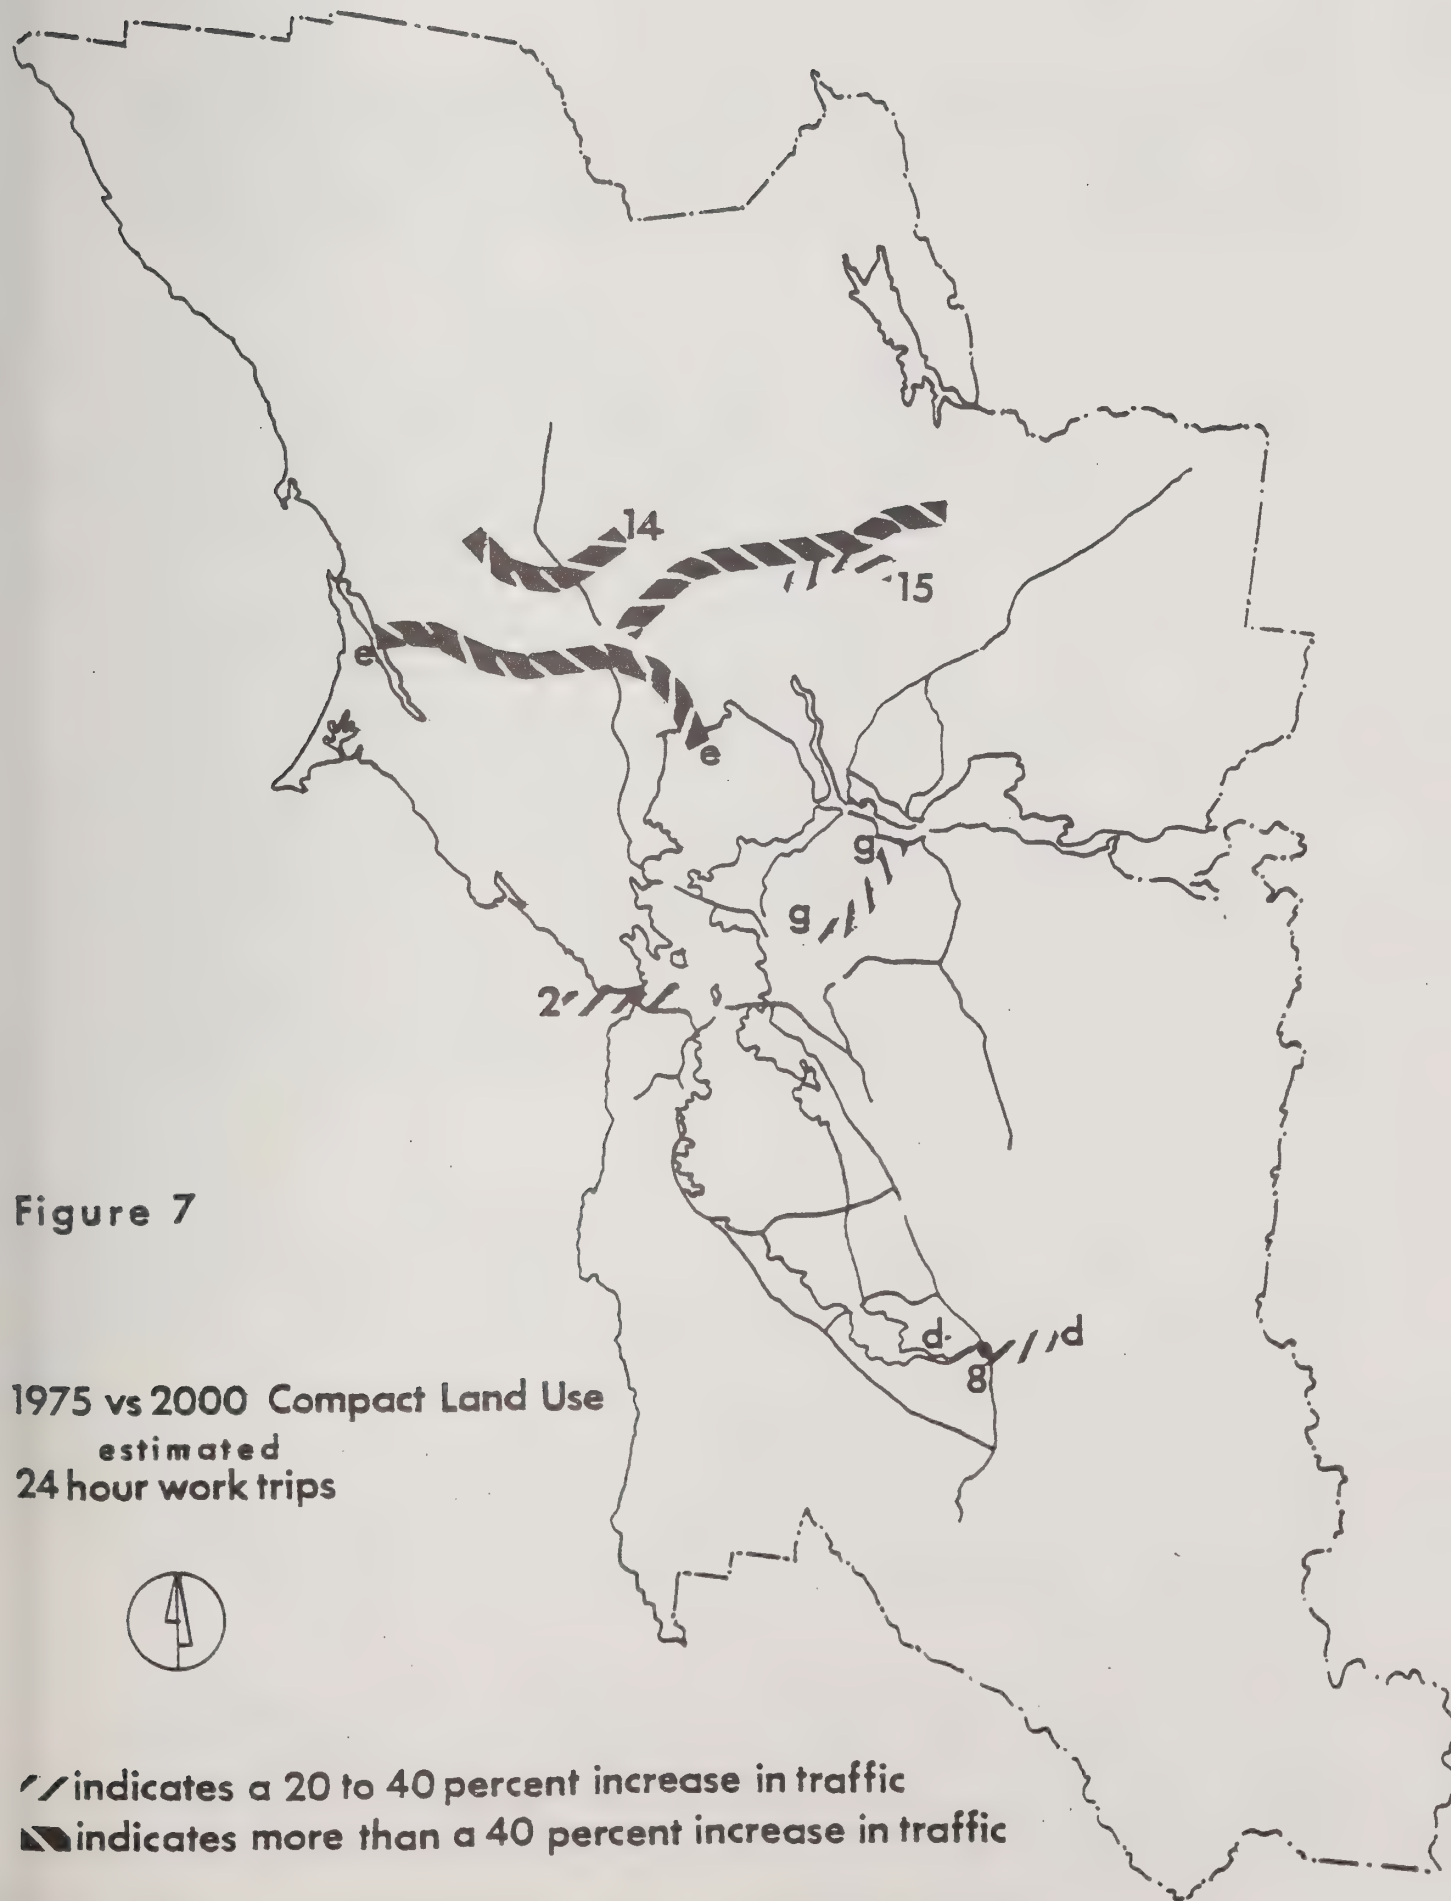 14
15
e
e
g
g
2
Figure 7
d
d
8
1975 vs 2000 Compact Land Use
estimated
24 hour work trips
indicates a 20 to 40 percent increase in traffic
indicates more than a 40 percent increase in traffic